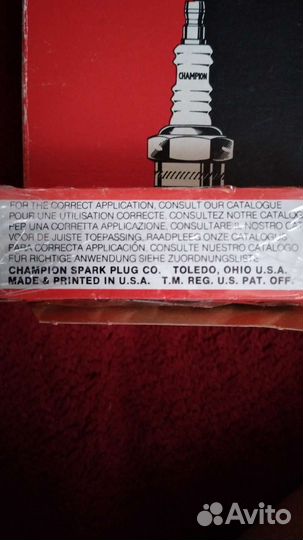 CHAMPION
FOR THE CORRECT APPLICATION, CONSULT OUR CATALOGUE
POUR UNE UTILISATION CORRECTE, CONSULTEZ NOTRE CATALOG
PER UNA CORRETTA APPLICAZIONE, CONSULTARE IL NOSTRO CAT
VOOR DE JUISTE TOEPASSING, RAADPLEEG ONZE CATALOGUS
PARA CORRECTA APPLICACIÓN, CONSULTE NUESTRO CATALOGO
FÜR RICHTIGE ANWENDUNG SIEHE ZUORDNUNGSLISTE
CHAMPION SPARK PLUG CO. TOLEDO, OHIO U.S.A.
MADE & PRINTED IN U.S.A. T.M. REG. U.S. PAT. OFF.
Avito